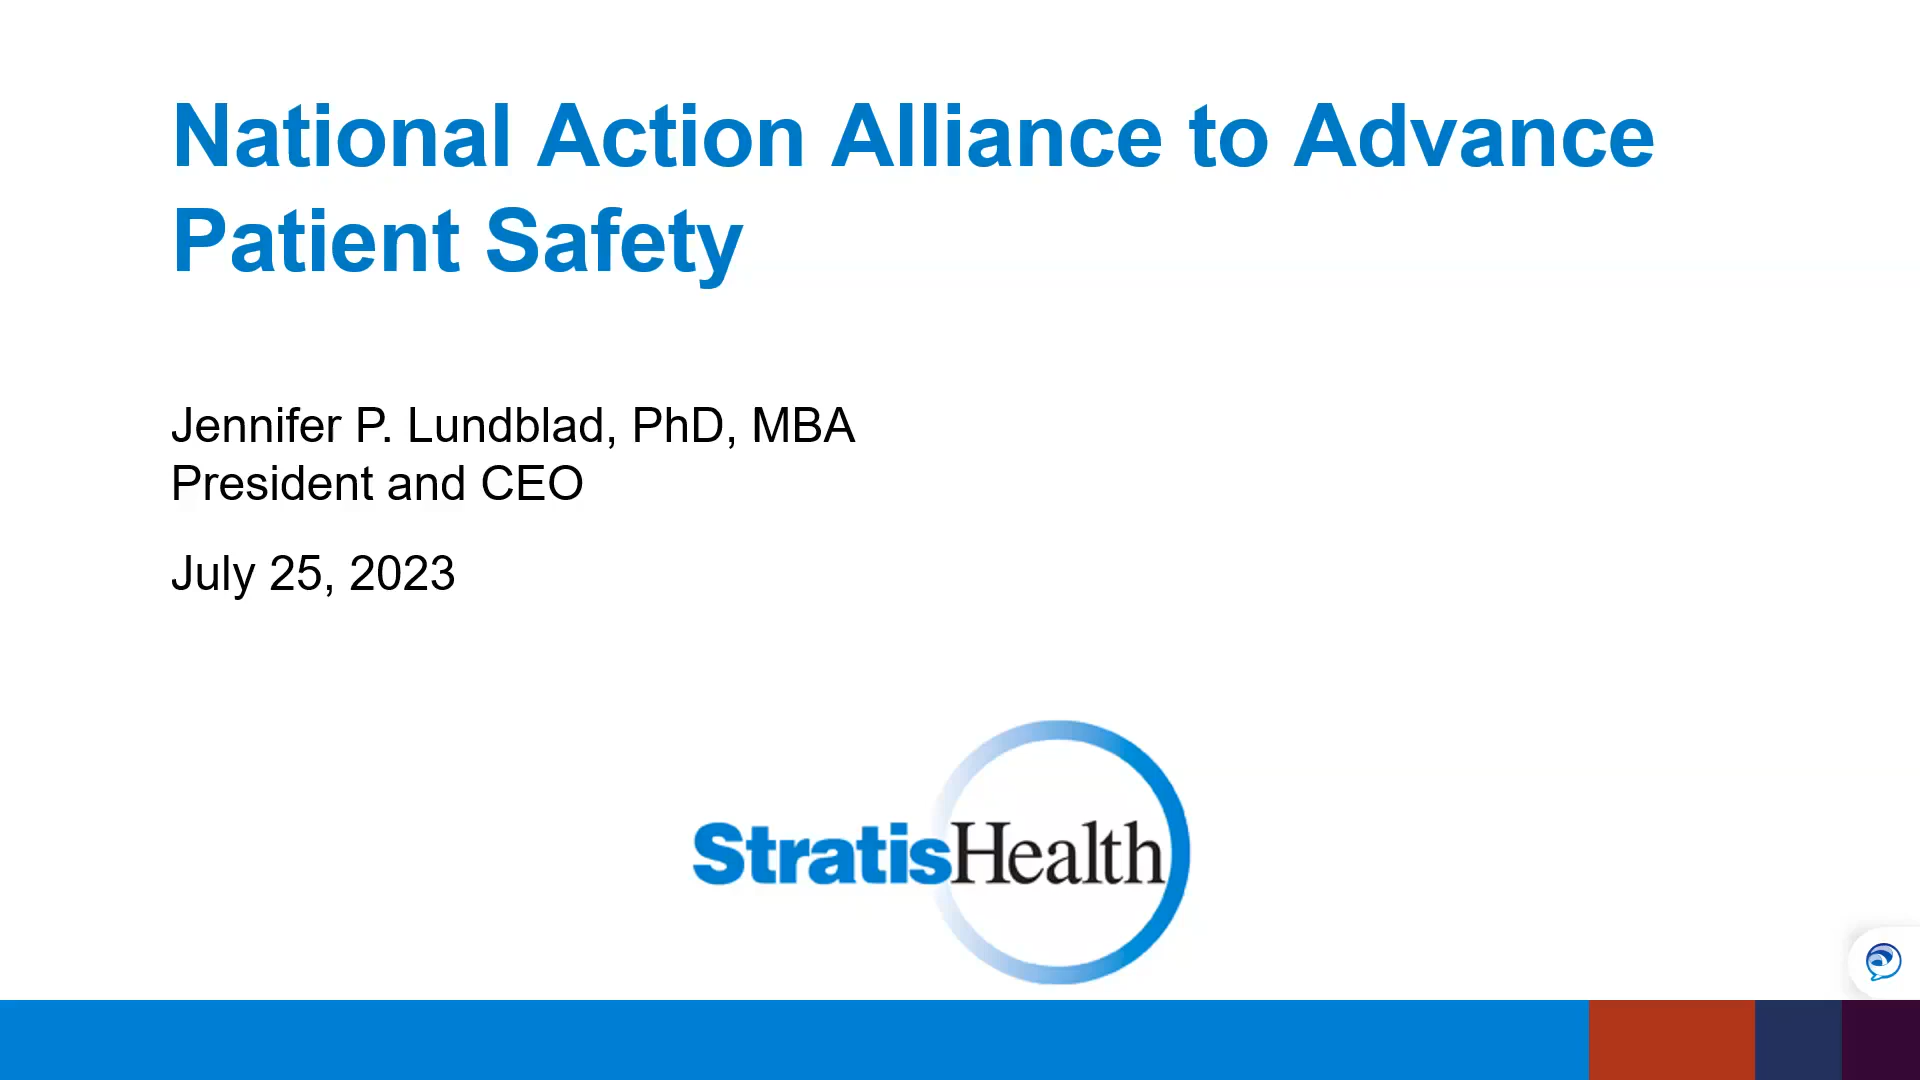 National Action Alliance to Advance
Patient Safety
Jennifer P. Lundblad, PhD, MBA
President and CEO
July 25, 2023
StratisHealth